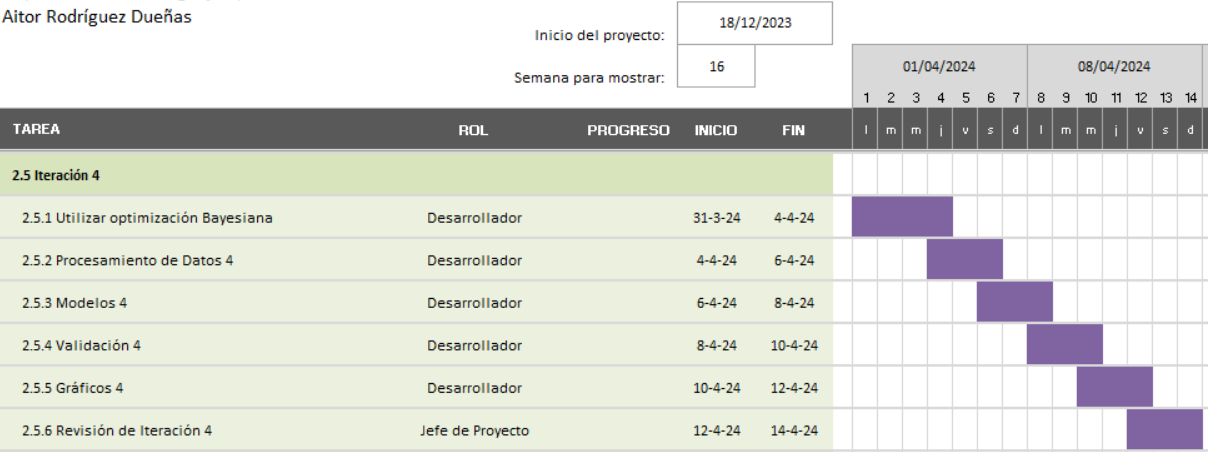 Aitor Rodríguez Dueñas
Inicio del proyecto: 18/12/2023
Semana para mostrar: 16
01/04/2024 08/04/2024
1 2 3 4 5 6 7 8 9 10 11 12 13 14
TAREA ROL PROGRESO INICIO FIN l m m j v s d l m m j v s d
2.5 Iteración 4
2.5.1 Utilizar optimización Bayesiana Desarrollador 31-3-24 4-4-24
2.5.2 Procesamiento de Datos 4 Desarrollador 4-4-24 6-4-24
2.5.3 Modelos 4 Desarrollador 6-4-24 8-4-24
2.5.4 Validación 4 Desarrollador 8-4-24 10-4-24
2.5.5 Gráficos 4 Desarrollador 10-4-24 12-4-24
2.5.6 Revisión de Iteración 4 Jefe de Proyecto 12-4-24 14-4-24